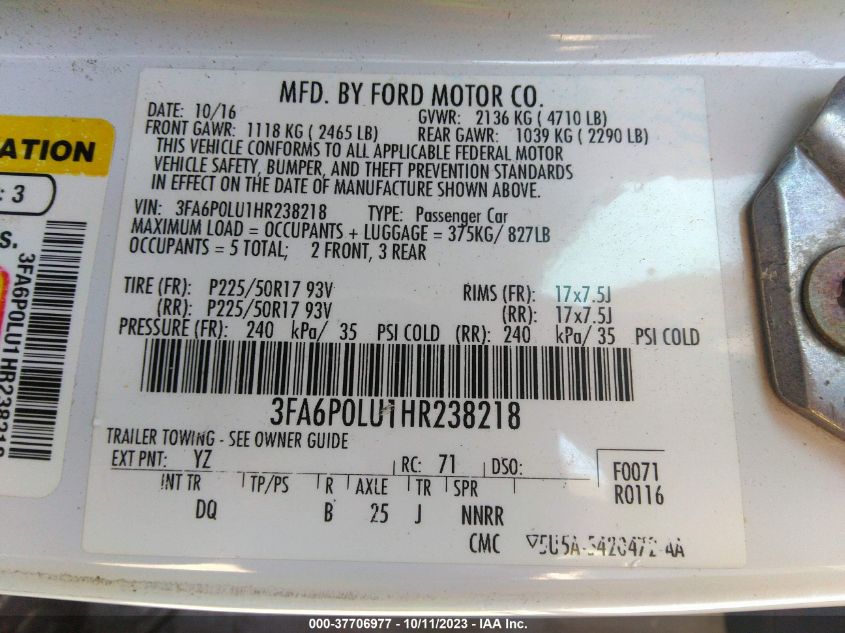 MFD. BY FORD MOTOR CO.
DATE: 10/16 GVWR: 2136 KG ( 4710 LB)
FRONT GAWR: 1118 KG ( 2465 LB) REAR GAWR: 1039 KG ( 2290 LB)
THIS VEHICLE CONFORMS TO ALL APPLICABLE FEDERAL MOTOR
VEHICLE SAFETY, BUMPER, AND THEFT PREVENTION STANDARDS
IN EFFECT ON THE DATE OF MANUFACTURE SHOWN ABOVE.
VIN: 3FA6P0LU1HR238218 TYPE: Passenger Car
MAXIMUM LOAD = OCCUPANTS + LUGGAGE = 375KG/ 827LB
OCCUPANTS = 5 TOTAL; 2 FRONT, 3 REAR
TIRE (FR): P225/50R17 93V RIMS (FR): 17x7.5J
(RR): P225/50R17 93V (RR): 17x7.5J
PRESSURE (FR): 240 kPa/ 35 PSI COLD (RR): 240 kPa/ 35 PSI COLD
3FA6P0LU1HR238218
TRAILER TOWING - SEE OWNER GUIDE
EXT PNT: YZ RC: 71 DSO: F0071
INT TR TP/PS R AXLE TR SPR R0116
DQ B 25 J NNRR
CMC 5U5A-5420472-AA
ATION
: 3
S.
3FA6P0LU1HR238218
000-37706977 - 10/11/2023 - IAA Inc.